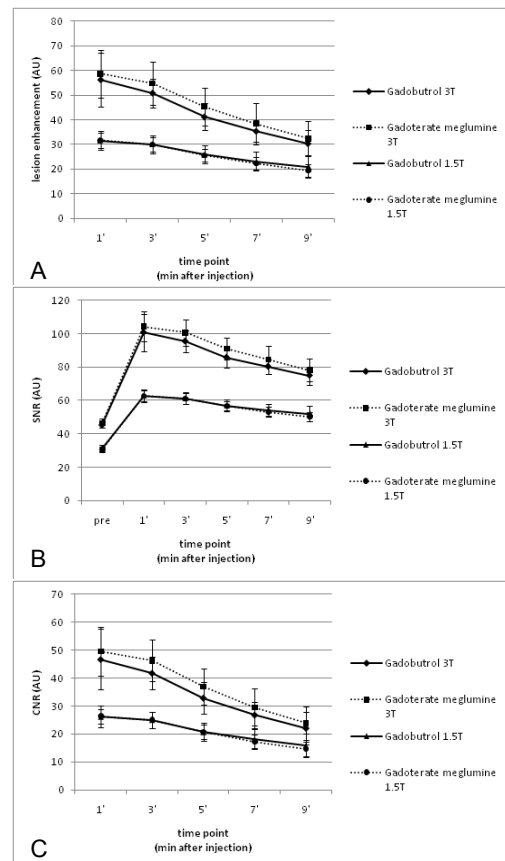 80
70
60
50
40
30
20
10
0
lesion enhancement (AU)
1' 3' 5' 7' 9'
time point
(min after injection)
Gadobutrol 3T
Gadoterate meglumine
3T
Gadobutrol 1.5T
Gadoterate meglumine
1.5T
A
120
100
80
60
40
20
0
SNR (AU)
pre 1' 3' 5' 7' 9'
time point
(min after injection)
Gadobutrol 3T
Gadoterate meglumine
3T
Gadobutrol 1.5T
Gadoterate meglumine
1.5T
B
70
60
50
40
30
20
10
0
CNR (AU)
1' 3' 5' 7' 9'
time point
(min after injection)
Gadobutrol 3T
Gadoterate meglumine
3T
Gadobutrol 1.5T
Gadoterate meglumine
1.5T
C